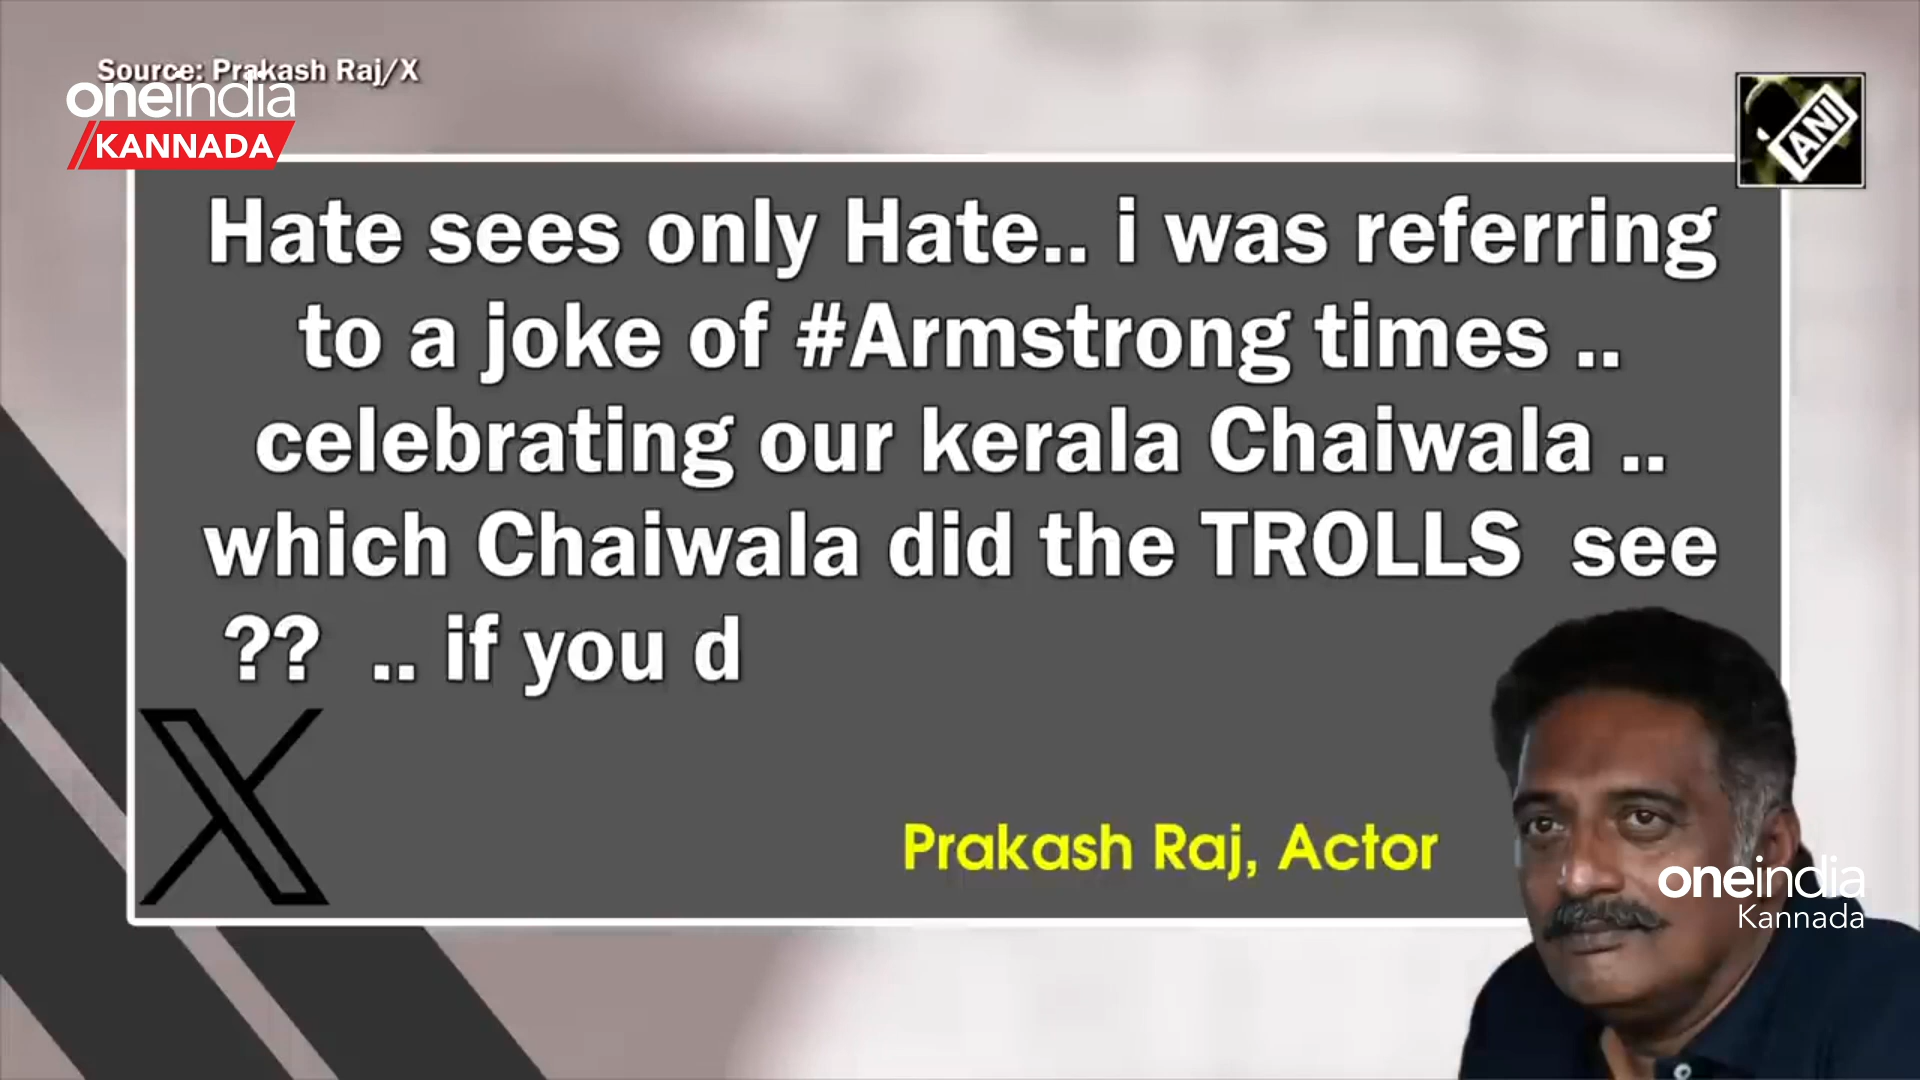 Source: Prakash Raj/X
oneindia
KANNADA
ANI
Hate sees only Hate.. i was referring
to a joke of #Armstrong times ..
celebrating our kerala Chaiwala ..
which Chaiwala did the TROLLS see
?? .. if you d
Prakash Raj, Actor
oneindia
Kannada